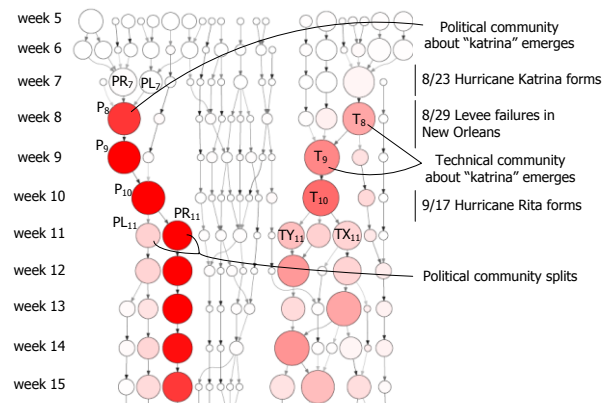 week 5
Political community
about "katrina" emerges
week 6
week 7
PR7
PL7
8/23 Hurricane Katrina forms
week 8
P8
T8
8/29 Levee failures in
New Orleans
week 9
P9
T9
Technical community
about "katrina" emerges
week 10
P10
T10
9/17 Hurricane Rita forms
PL11
PR11
week 11
TY11
TX11
week 12
Political community splits
week 13
week 14
week 15